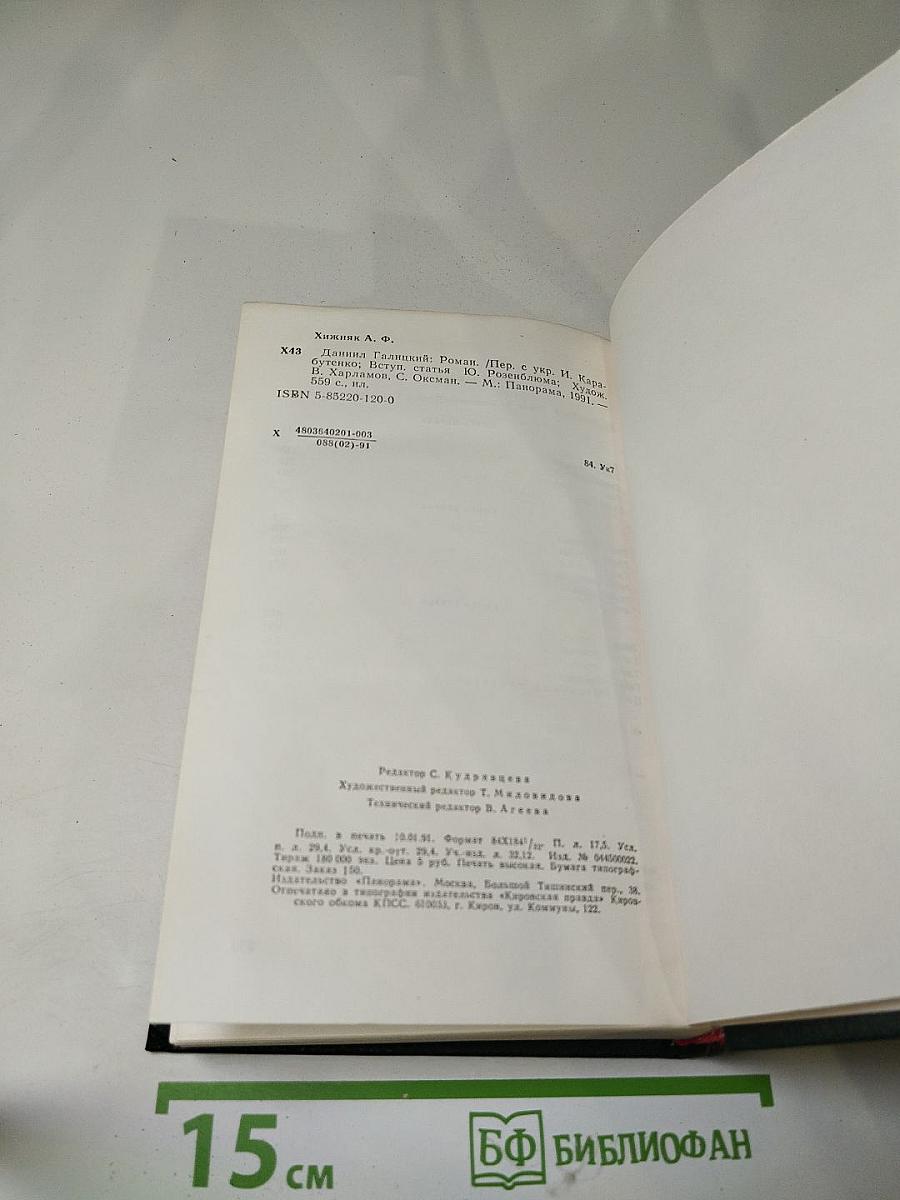 Хижняк А. Ф.
Х43 Даниил Галицкий: Роман. /Пер. с укр. И. Кара-
бутенко; Вступ. статья Ю. Розенблюма; Худож.
В. Харламов, С. Оксман. — М.: Панорама, 1991. —
559 с., ил.
ISBN 5-85220-120-0
Х 4803640201-003
088(02)-91
84. Ук7
Редактор С. Кудрявцева
Художественный редактор Т. Миловидова
Технический редактор В. Агеева
Подп. в печать 10.01.91. Формат 84Х184¹/₃₂ П. л. 17,5. Усл.
п. л. 29,4. Усл. кр.-отт. 29,4. Уч.-изд. л. 32,12. Изд. № 044500022.
Тираж 180 000 экз. Цена 5 руб. Печать высокая. Бумага типограф-
ская. Заказ 150.
Издательство «Панорама». Москва, Большой Тишинский пер., 38.
Отпечатано в типографии издательства «Кировская правда» Киров-
ского обкома КПСС. 610033, г. Киров, ул. Коммуны, 122.
15 см
БФ БИБЛИОФАН